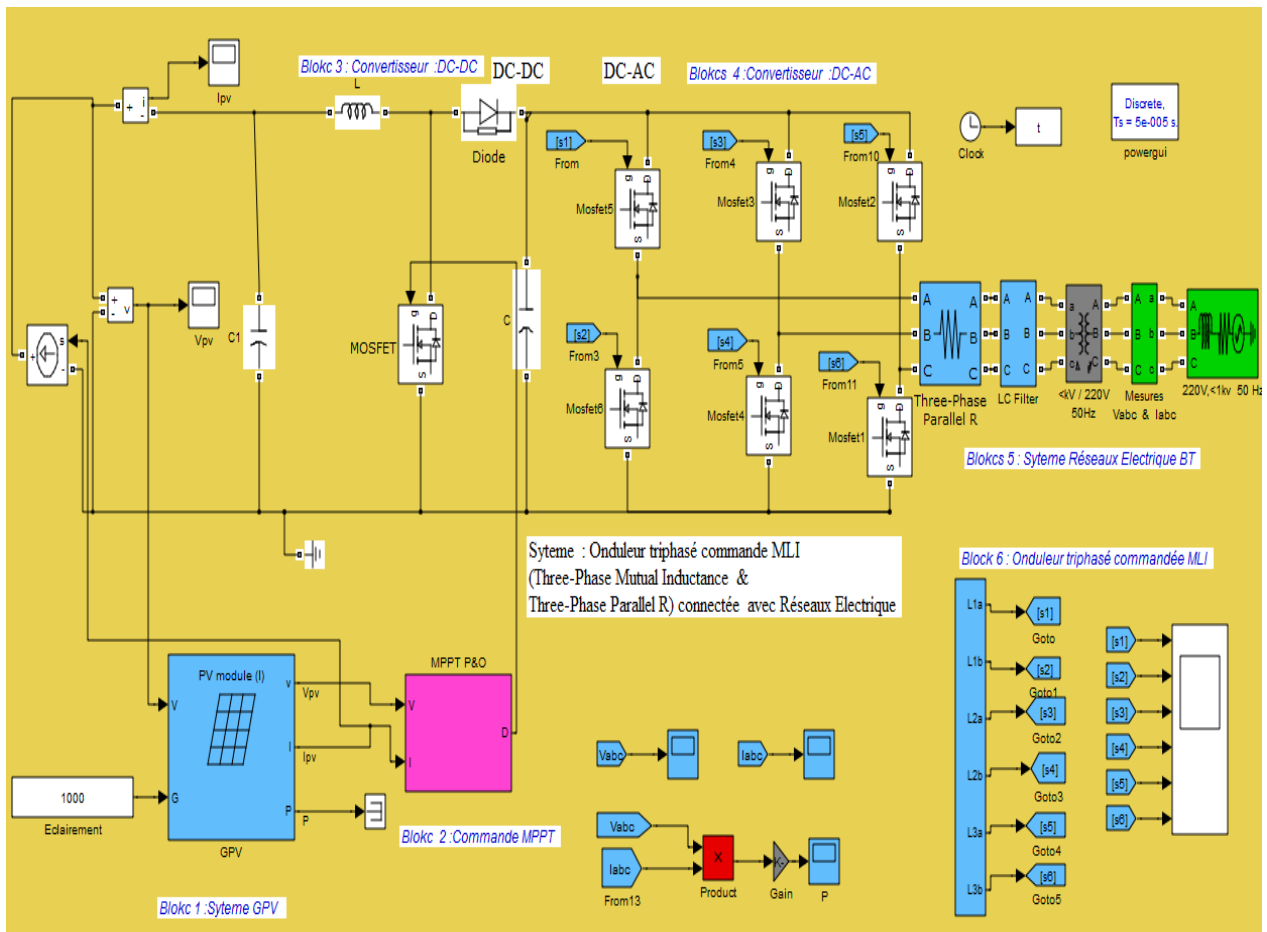 Blokc 3 : Convertisseur :DC-DC
DC-DC
DC-AC
Blokcs 4 :Convertisseur :DC-AC
Ipv
i
+
-
L
Diode
[s1]
From
[s3]
From4
[s5]
From10
Clock
t
Discrete,
Ts = 5e-005 s.
powergui
g
D
S
Mosfet5
g
D
S
Mosfet3
g
D
S
Mosfet2
+
-
v
Vpv
s
+
-
C1
MOSFET
g
D
S
C
[s2]
From3
[s4]
From5
[s6]
From11
g
D
S
Mosfet6
g
D
S
Mosfet4
g
D
S
Mosfet1
A
B
C
A
B
C
Three-Phase
Parallel R
A
B
C
A
B
C
LC Filter
a
b
c
A
B
C
<kV / 220V
50Hz
A
B
C
a
b
c
Mesures
Vabc & Iabc
A
B
C
220V,<1kv 50 Hz
Blokcs 5 : Syteme Réseaux Electrique BT
Syteme : Onduleur triphasé commande MLI
(Three-Phase Mutual Inductance &
Three-Phase Parallel R) connectée avec Réseaux Electrique
Block 6 : Onduleur triphasé commandée MLI
PV module (I)
V
G
v
I
P
Vpv
Ipv
P
GPV
1000
Eclairement
MPPT P&O
V
I
D
Blokc 2 :Commande MPPT
Blokc 1 :Syteme GPV
Vabc
Iabc
Vabc
Iabc
From13
X
Product
K-
Gain
P
L1a
L1b
L2a
L2b
L3a
L3b
[s1]
Goto
[s2]
Goto1
[s3]
Goto2
[s4]
Goto3
[s5]
Goto4
[s6]
Goto5
[s1]
[s2]
[s3]
[s4]
[s5]
[s6]